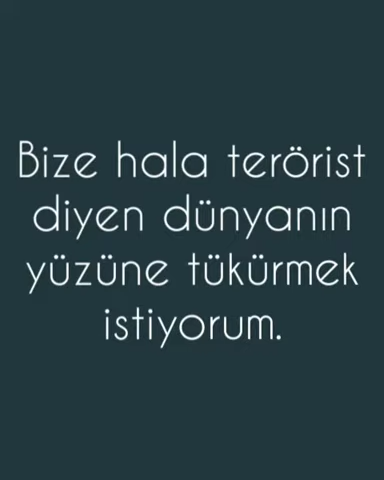 Bize hala terörist
diyen dünyanın
yüzüne tükürmek
istiyorum.